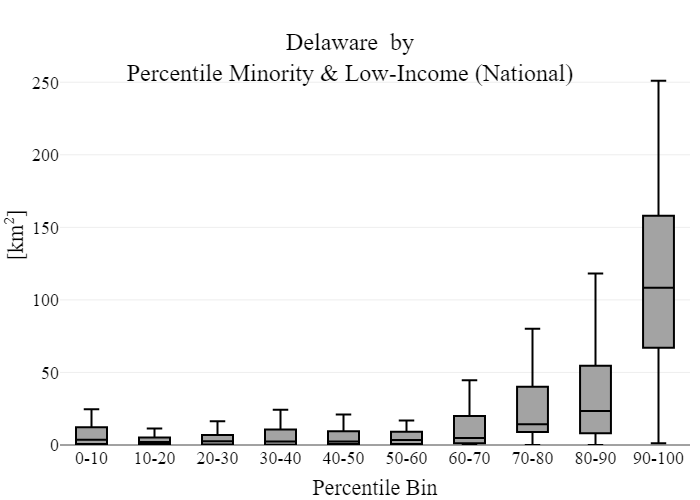 Delaware  by
Percentile Minority & Low-Income (National)
250
200
150
100
50
0
[km²]
0-10 10-20 20-30 30-40 40-50 50-60 60-70 70-80 80-90 90-100
Percentile Bin